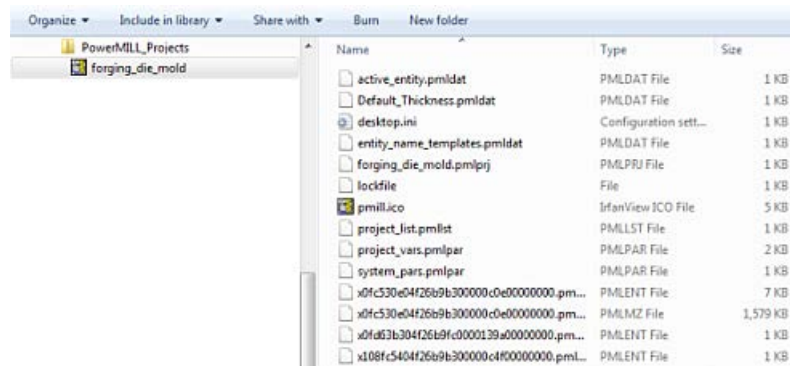 Organize Include in library Share with Burn New folder
PowerMILL_Projects
forging_die_mold
Name Type Size
active_entity.pmldat PMLDAT File 1 KB
Default_Thickness.pmldat PMLDAT File 1 KB
desktop.ini Configuration sett... 1 KB
entity_name_templates.pmldat PMLDAT File 1 KB
forging_die_mold.pmlprj PMLPRJ File 1 KB
lockfile File 1 KB
pmill.ico IrfanView ICO File 5 KB
project_list.pmllst PMLLST File 1 KB
project_vars.pmlpar PMLPAR File 2 KB
system_pars.pmlpar PMLPAR File 1 KB
x0fc530e04f26b9b300000c0e00000000.pm... PMLENT File 7 KB
x0fc530e04f26b9b300000c0e00000000.pm... PMLMZ File 1,579 KB
x0fd63b304f26b9fc0000139a00000000.pm... PMLENT File 1 KB
x108fc5404f26b9b300000c4f00000000.pml... PMLENT File 1 KB